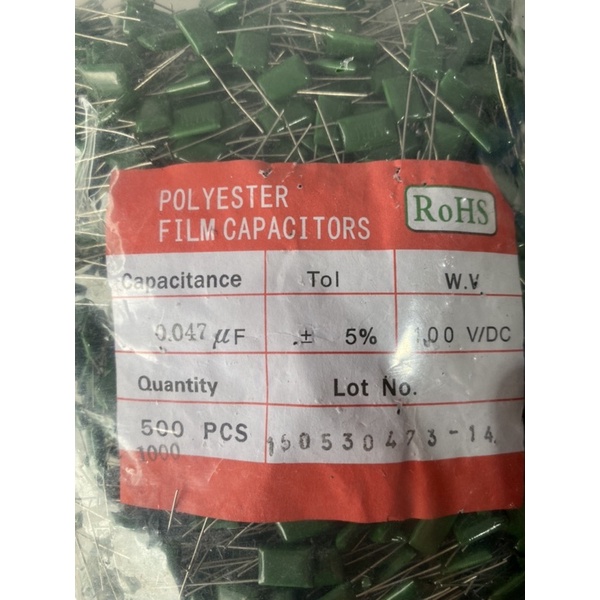 POLYESTER
FILM CAPACITORS
RoHS
Capacitance Tol W.V
0.047 μF ± 5% 100 V/DC
Quantity Lot No.
500 PCS 160530473-14
1000